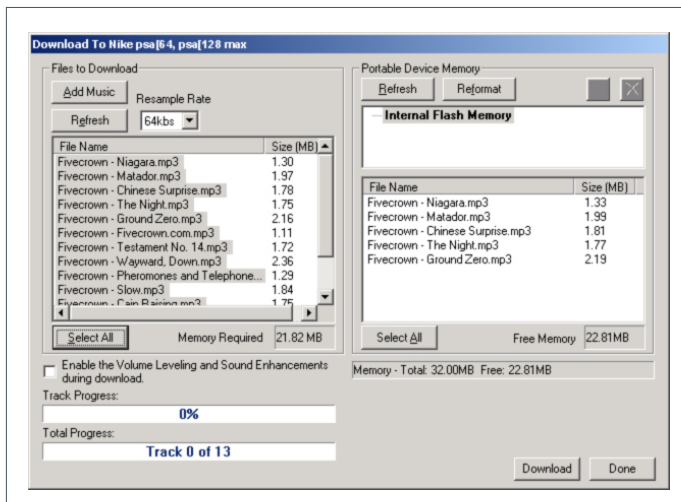 Download To Nike psa[64, psa[128 max
Files to Download
Add Music
Resample Rate
Refresh
64kbs
File Name Size (MB)
Fivecrown - Niagara.mp3 1.30
Fivecrown - Matador.mp3 1.97
Fivecrown - Chinese Surprise.mp3 1.78
Fivecrown - The Night.mp3 1.75
Fivecrown - Ground Zero.mp3 2.16
Fivecrown - Fivecrown.com.mp3 1.11
Fivecrown - Testament No. 14.mp3 1.72
Fivecrown - Wayward, Down.mp3 2.36
Fivecrown - Pheromones and Telephone... 1.29
Fivecrown - Slow.mp3 1.84
Fivecrown - Cain Raising.mp3 1.75
Select All
Memory Required 21.82 MB
Enable the Volume Leveling and Sound Enhancements
during download.
Track Progress:
0%
Total Progress:
Track 0 of 13
Portable Device Memory
Refresh
Reformat
Internal Flash Memory
File Name Size (MB)
Fivecrown - Niagara.mp3 1.33
Fivecrown - Matador.mp3 1.99
Fivecrown - Chinese Surprise.mp3 1.81
Fivecrown - The Night.mp3 1.77
Fivecrown - Ground Zero.mp3 2.19
Select All
Free Memory 22.81MB
Memory - Total: 32.00MB Free: 22.81MB
Download
Done